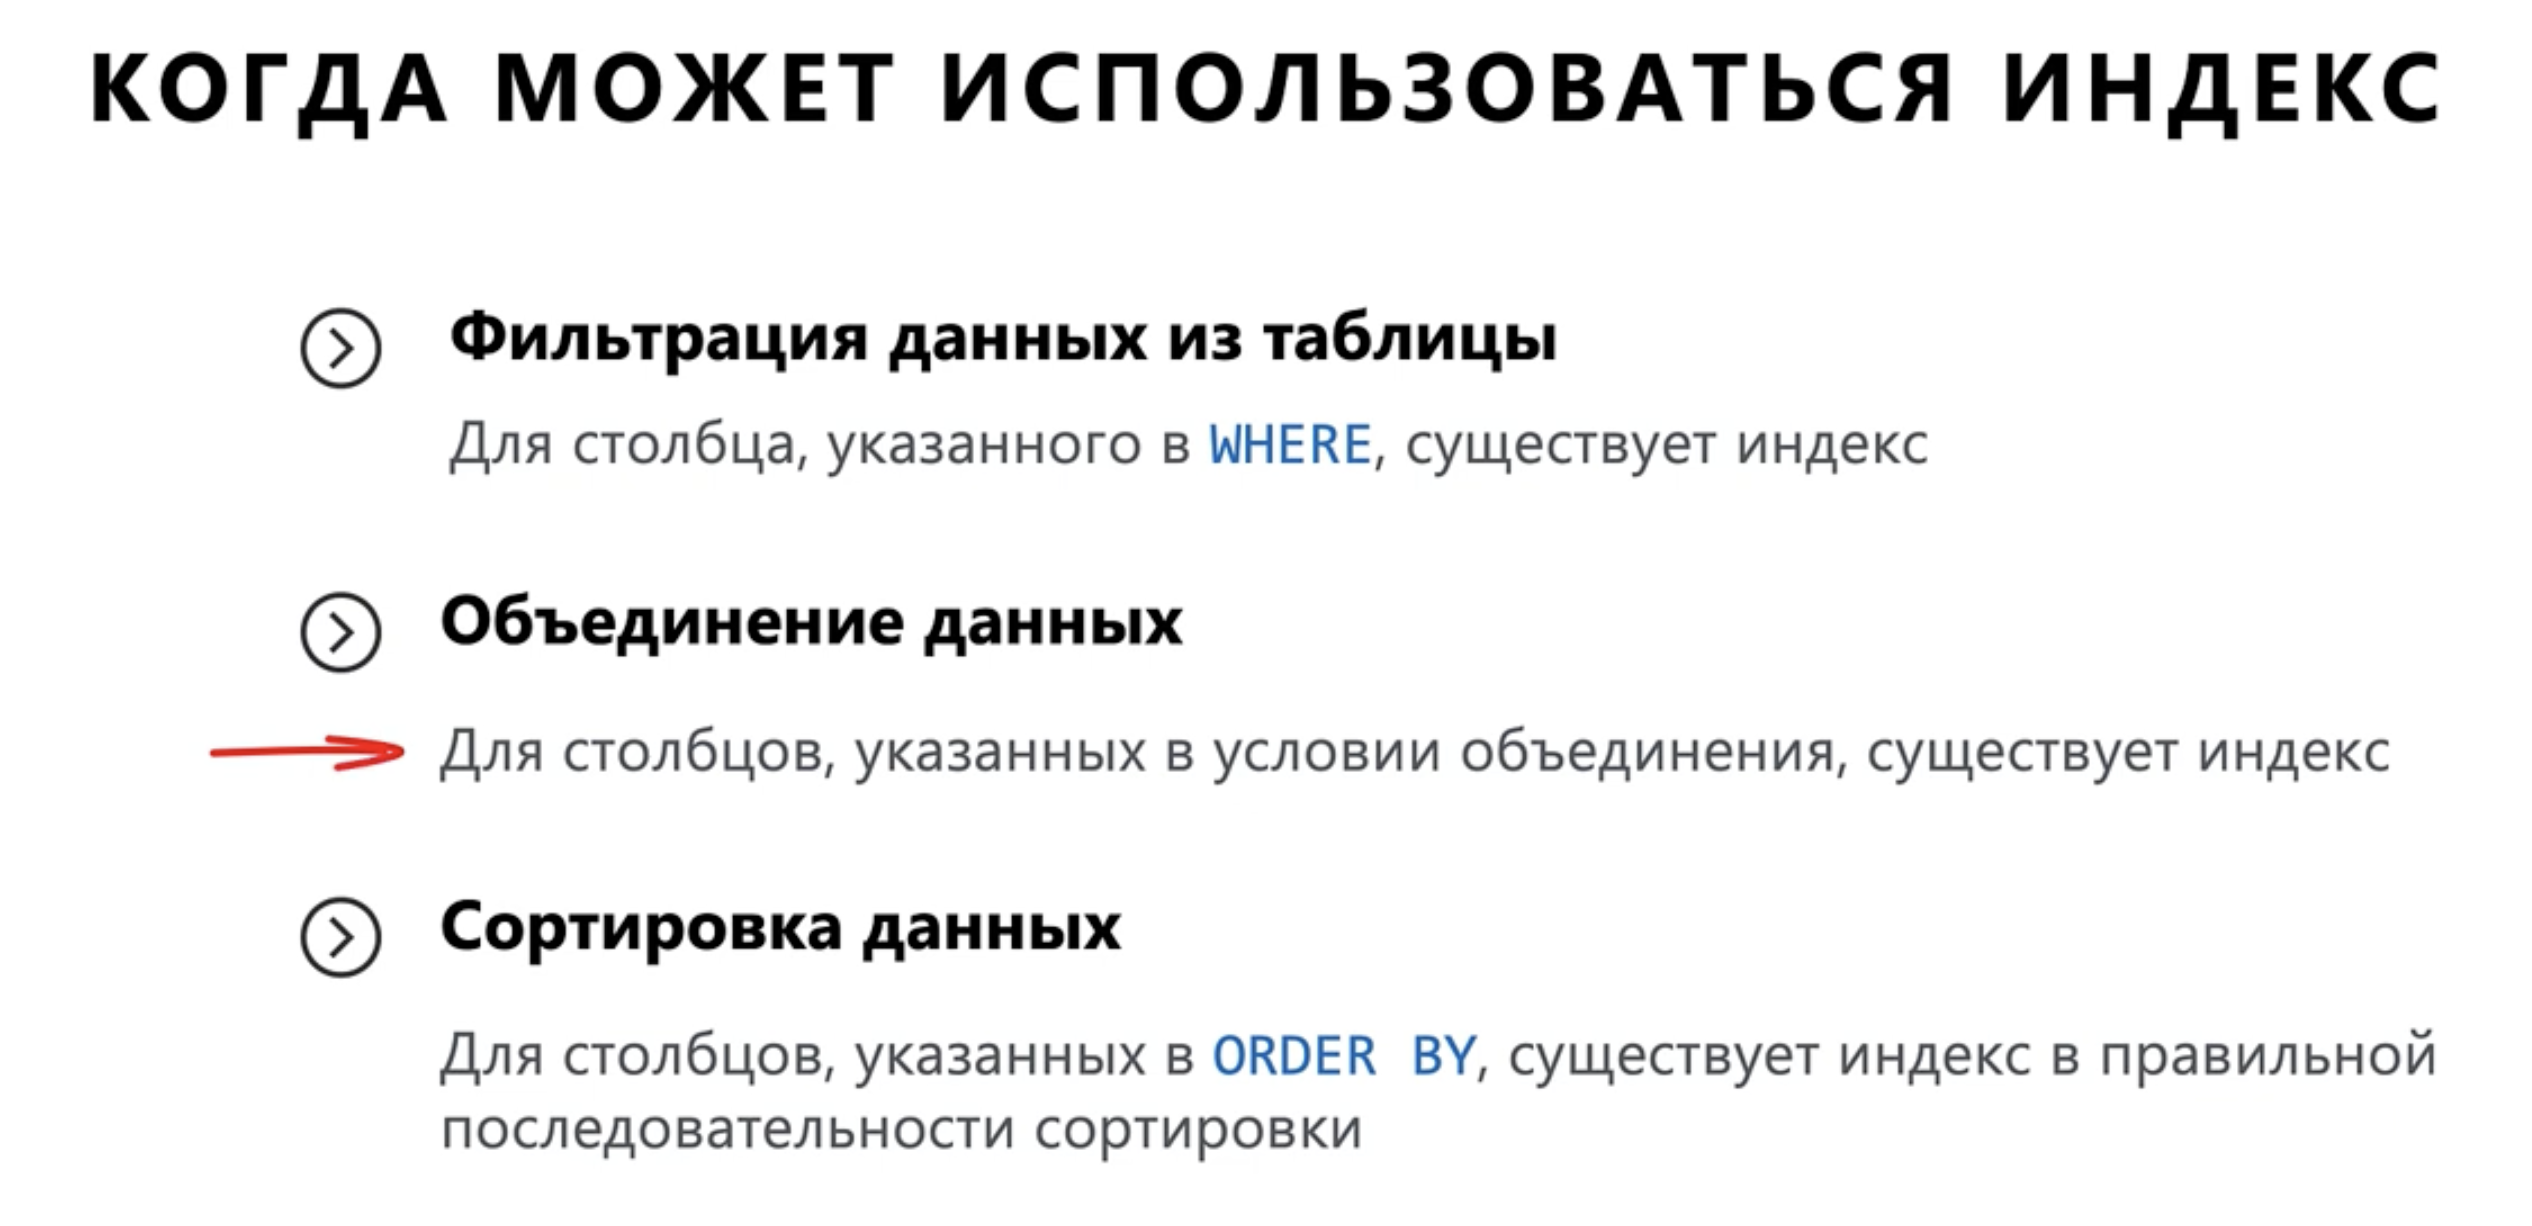 КОГДА МОЖЕТ ИСПОЛЬЗОВАТЬСЯ ИНДЕКС
Фильтрация данных из таблицы
Для столбца, указанного в WHERE, существует индекс
Объединение данных
Для столбцов, указанных в условии объединения, существует индекс
Сортировка данных
Для столбцов, указанных в ORDER BY, существует индекс в правильной
последовательности сортировки